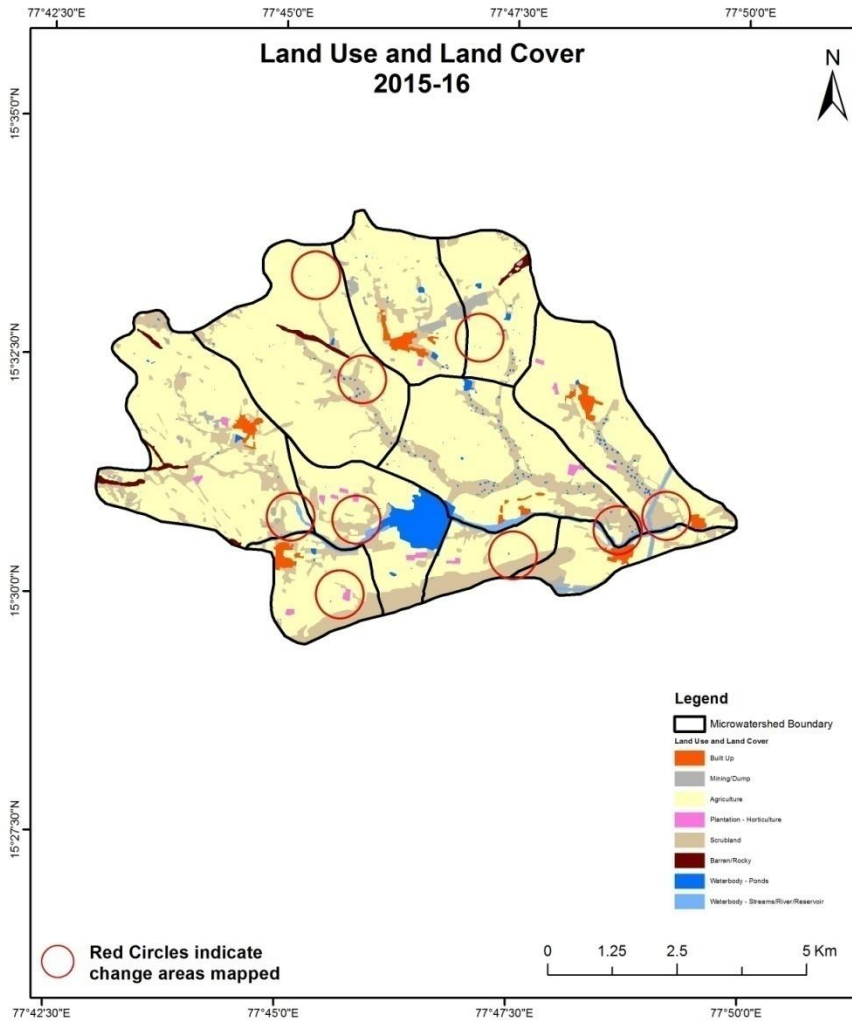 77°42'30"E 77°45'0"E 77°47'30"E 77°50'0"E
Land Use and Land Cover
2015-16
N
15°35'0"N
15°32'30"N
15°30'0"N
15°27'30"N
Legend
Microwatershed Boundary
Land Use and Land Cover
Built Up
Mining/Dump
Agriculture
Plantation - Horticulture
Scrubland
Barren/Rocky
Waterbody - Ponds
Waterbody - Streams/River/Reservoir
Red Circles indicate
change areas mapped
0 1.25 2.5 5 Km
77°42'30"E 77°45'0"E 77°47'30"E 77°50'0"E